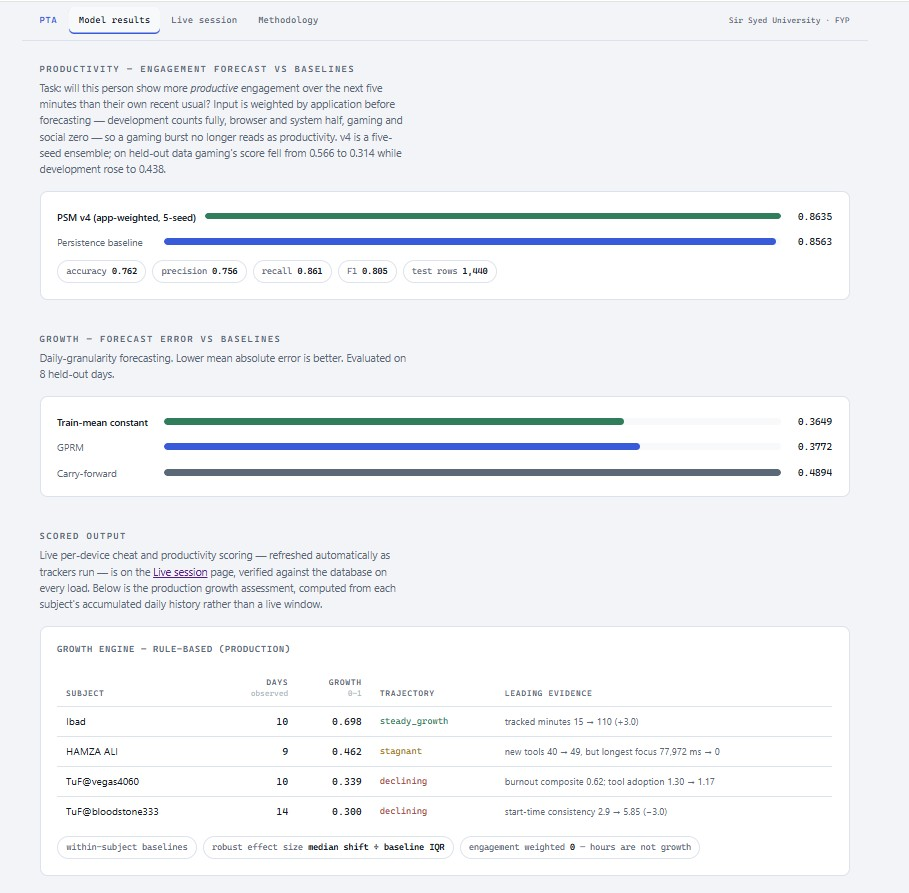 PTA Model results Live session Methodology Sir Syed University · FYP
PRODUCTIVITY — ENGAGEMENT FORECAST VS BASELINES
Task: will this person show more productive engagement over the next five
minutes than their own recent usual? Input is weighted by application before
forecasting — development counts fully, browser and system half, gaming and
social zero — so a gaming burst no longer reads as productivity. v4 is a five-
seed ensemble; on held-out data gaming's score fell from 0.566 to 0.314 while
development rose to 0.438.
PSM v4 (app-weighted, 5-seed) 0.8635
Persistence baseline 0.8563
accuracy 0.762 precision 0.756 recall 0.861 F1 0.805 test rows 1,440
GROWTH — FORECAST ERROR VS BASELINES
Daily-granularity forecasting. Lower mean absolute error is better. Evaluated on
8 held-out days.
Train-mean constant 0.3649
GPRM 0.3772
Carry-forward 0.4894
SCORED OUTPUT
Live per-device cheat and productivity scoring — refreshed automatically as
trackers run — is on the Live session page, verified against the database on
every load. Below is the production growth assessment, computed from each
subject's accumulated daily history rather than a live window.
GROWTH ENGINE — RULE-BASED (PRODUCTION)
DAYS GROWTH
SUBJECT observed 0–1 TRAJECTORY LEADING EVIDENCE
Ibad 10 0.698 steady_growth tracked minutes 15 → 110 (+3.0)
HAMZA ALI 9 0.462 stagnant new tools 40 → 49, but longest focus 77,972 ms → 0
TuF@vegas4060 10 0.339 declining burnout composite 0.62; tool adoption 1.30 → 1.17
TuF@bloodstone333 14 0.300 declining start-time consistency 2.9 → 5.85 (−3.0)
within-subject baselines robust effect size median shift ÷ baseline IQR engagement weighted 0 — hours are not growth